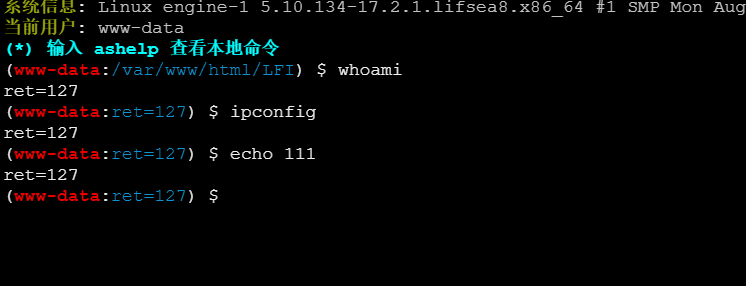 系统信息: Linux engine-1 5.10.134-17.2.1.lifsea8.x86_64 #1 SMP Mon Aug
当前用户: www-data
(*) 输入 ashelp 查看本地命令
(www-data:/var/www/html/LFI) $ whoami
ret=127
(www-data:ret=127) $ ipconfig
ret=127
(www-data:ret=127) $ echo 111
ret=127
(www-data:ret=127) $